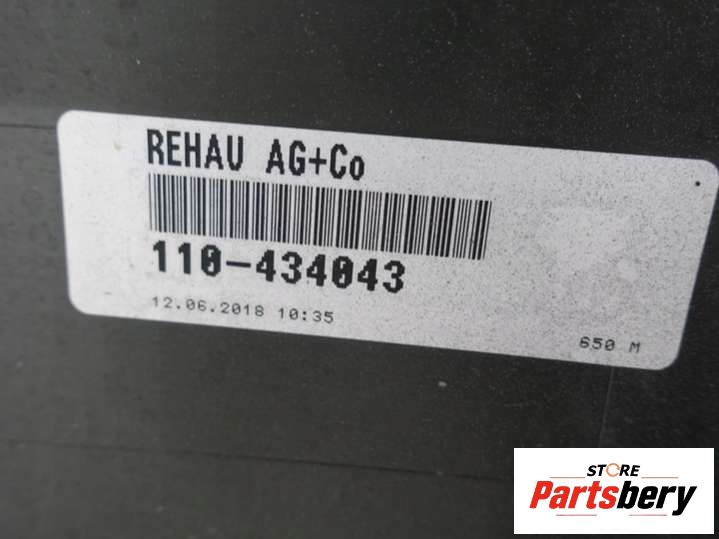 REHAU AG+Co
110-434043
12.06.2018 10:35
650 M
STORE
Partsbery